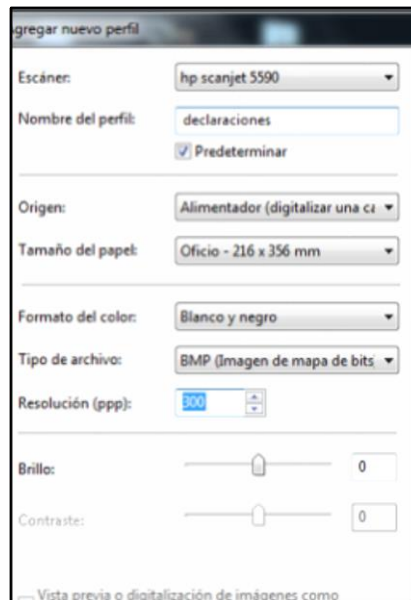 gregar nuevo perfil
Escáner: hp scanjet 5590
Nombre del perfil: declaraciones
Predeterminar
Origen: Alimentador (digitalizar una ca
Tamaño del papel: Oficio - 216 x 356 mm
Formato del color: Blanco y negro
Tipo de archivo: BMP (Imagen de mapa de bits
Resolución (ppp): 300
Brillo: 0
Contraste: 0
Vista previa o digitalización de imágenes como